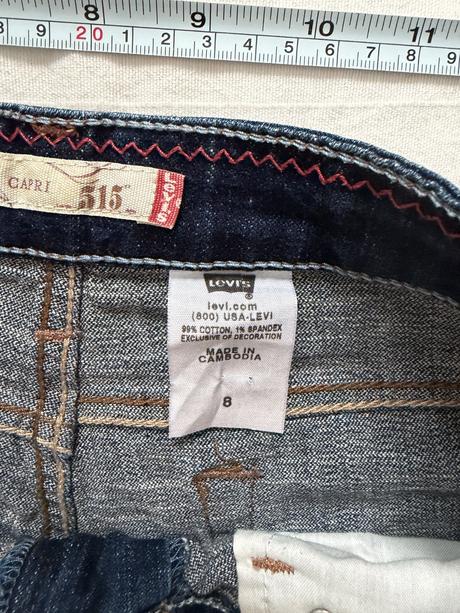 8 9 10 11
20 1 2 3 4 5 6 7 8 9
CAPRI 515™ Levi's
LEVI'S
®
levi.com
(800) USA-LEVI
99% COTTON, 1% SPANDEX
EXCLUSIVE OF DECORATION
MADE IN
CAMBODIA
8